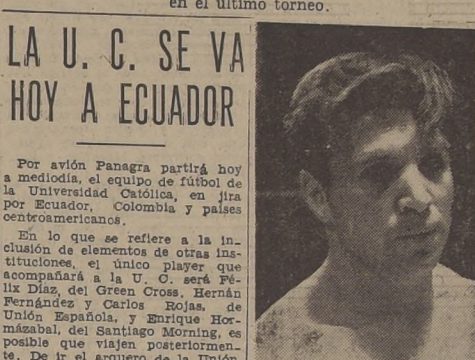 en el último torneo.
LA U. C. SE VA
HOY A ECUADOR
Por avión Panagra partirá hoy
a mediodía, el equipo de fútbol de
la Universidad Católica, en jira
por Ecuador, Colombia y países
centroamericanos.
En lo que se refiere a la in-
clusión de elementos de otras ins-
tituciones, el único player que
acompañará a la U. C. será Fé-
lix Díaz, del Green Cross, Hernán
Fernández y Carlos Rojas, de
Unión Española, y Enrique Hor-
mázabal, del Santiago Morning, es
posible que viajen posteriormen-
te. De ir el arquero de la Unión